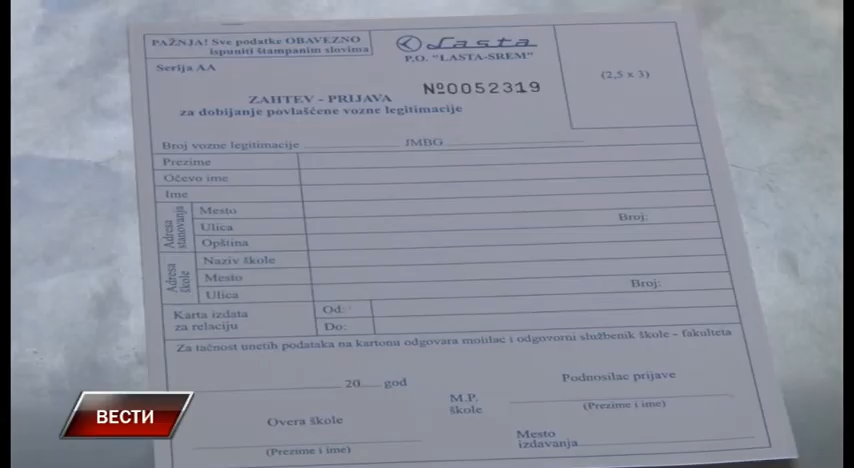 PAŽNJA! Sve podatke OBAVEZNO
ispuniti štampanim slovima
Serija AA
Lasta
P.O. "LASTA-SREM"
№0052319
(2,5 x 3)
ZAHTEV - PRIJAVA
za dobijanje povlašćene vozne legitimacije
Broj vozne legitimacije JMBG
Prezime
Očevo ime
Ime
Adresa stanovanja
Mesto
Ulica Broj:
Opština
Adresa škole
Naziv škole
Mesto
Ulica Broj:
Karta izdata
za relaciju
Od:
Do:
Za tačnost unetih podataka na kartonu odgovara molilac i odgovorni službenik škole - fakulteta
20 god
M.P.
škole
Podnosilac prijave
(Prezime i ime)
Overa škole
(Prezime i ime)
Mesto
izdavanja
ВЕСТИ